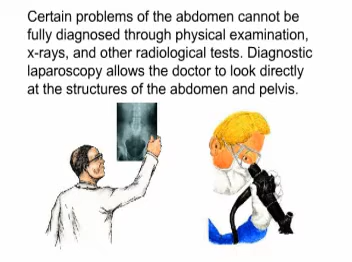 Certain problems of the abdomen cannot be
fully diagnosed through physical examination,
x-rays, and other radiological tests. Diagnostic
laparoscopy allows the doctor to look directly
at the structures of the abdomen and pelvis.